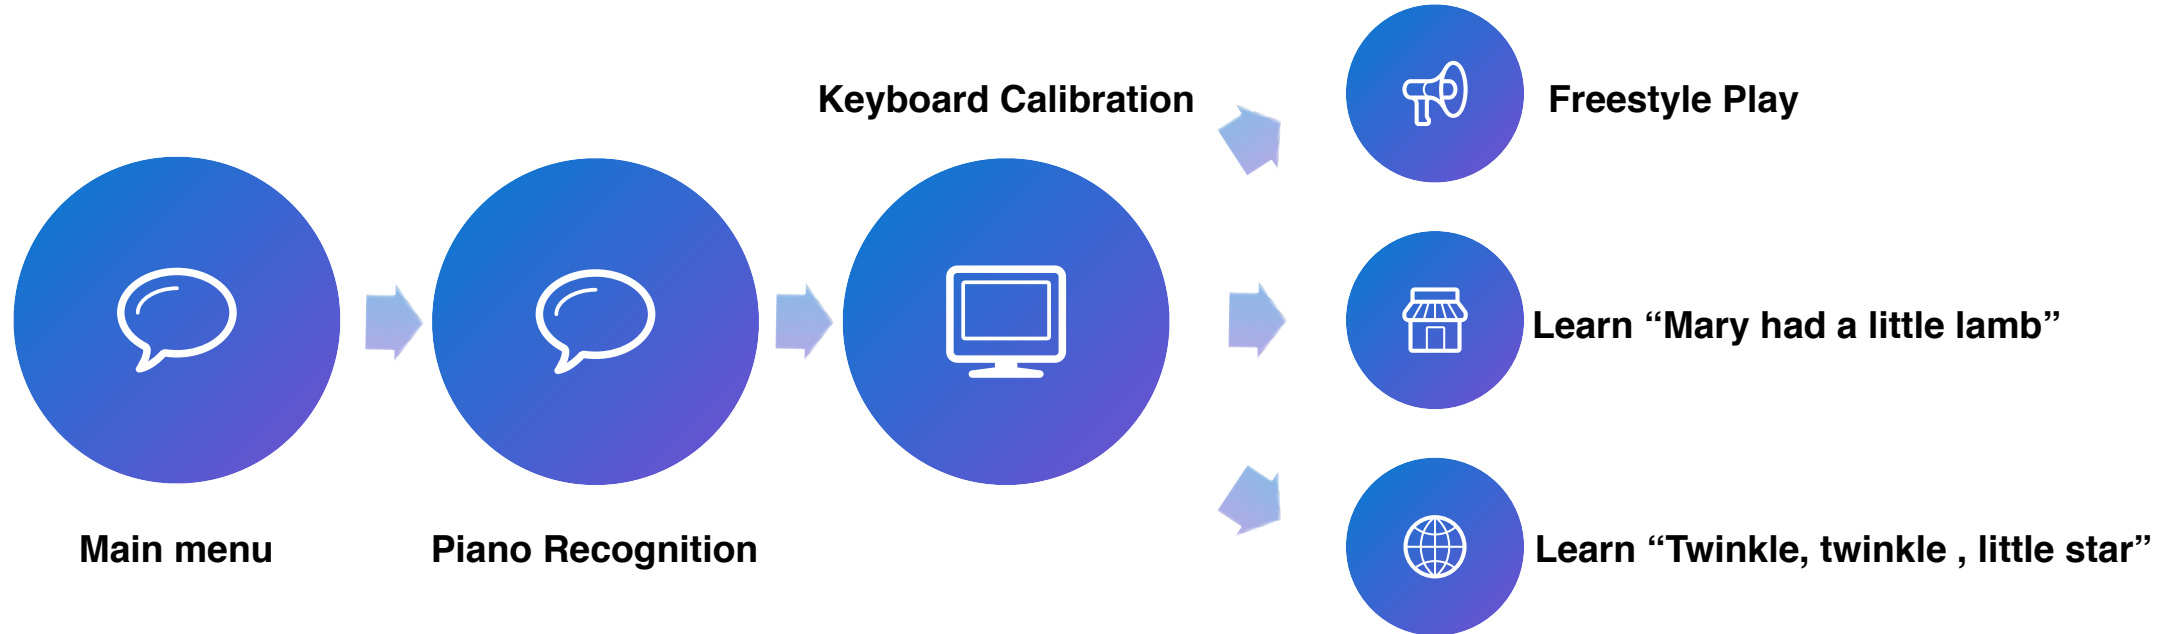 Main menu
Piano Recognition
Keyboard Calibration
Freestyle Play
Learn “Mary had a little lamb”
Learn “Twinkle, twinkle , little star”